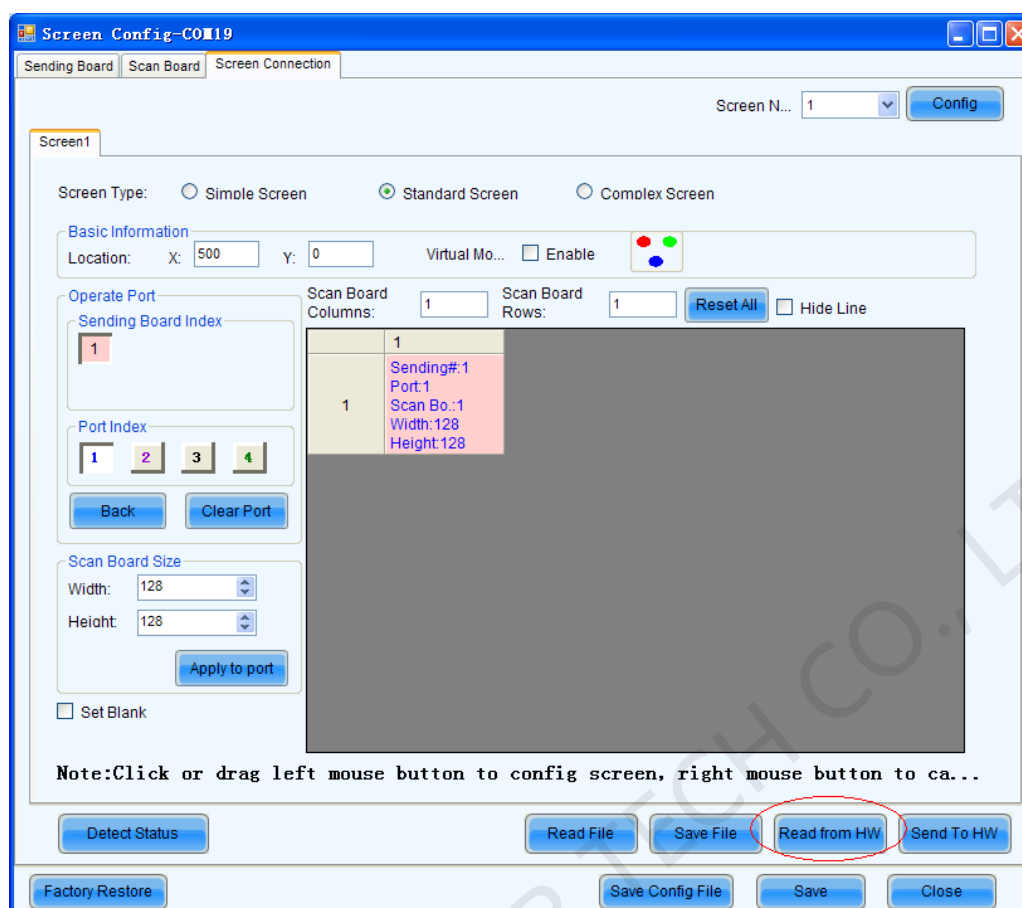 Screen Config-COM19
Sending Board Scan Board Screen Connection
Screen N... 1 Config
Screen1
Screen Type: Simple Screen Standard Screen Complex Screen
Basic Information
Location: X: 500 Y: 0 Virtual Mo... Enable
Operate Port
Sending Board Index
1
Scan Board Columns: 1 Scan Board Rows: 1 Reset All Hide Line
1
1
Sending#:1
Port:1
Scan Bo.:1
Width:128
Height:128
Port Index
1 2 3 4
Back Clear Port
Scan Board Size
Width: 128
Height: 128
Apply to port
Set Blank
Note:Click or drag left mouse button to config screen, right mouse button to ca...
Detect Status Read File Save File Read from HW Send To HW
Factory Restore Save Config File Save Close
TECH CO., LT